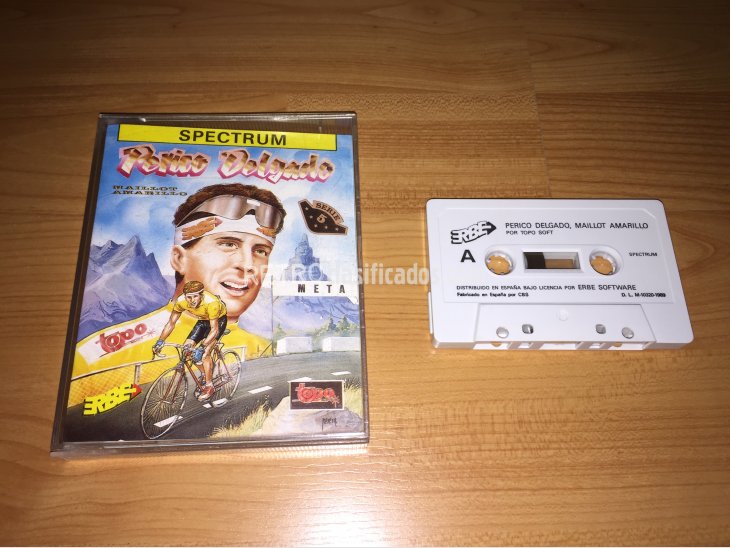 SPECTRUM
Perico Delgado
MAILLOT
AMARILLO
SERIE
5
META
topo
ERBE
topo
RETROclasificados
ERBE
PERICO DELGADO, MAILLOT AMARILLO
POR TOPO SOFT
A
SPECTRUM
DISTRIBUIDO EN ESPAÑA BAJO LICENCIA POR ERBE SOFTWARE
Fabricado en España por CBS
D. L. M-10320-1989